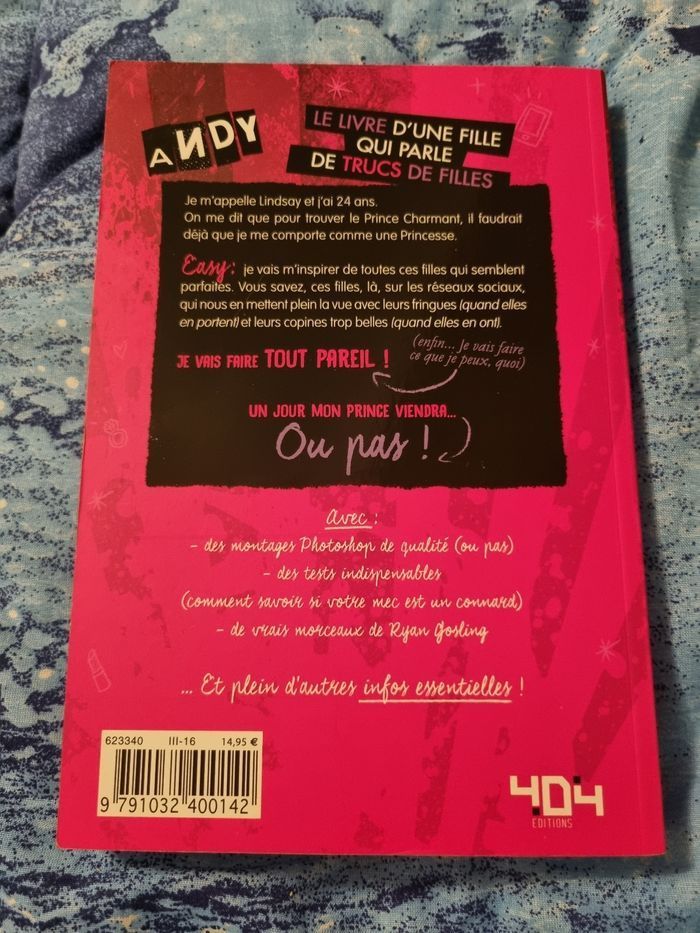 ANDY
LE LIVRE D'UNE FILLE
QUI PARLE
DE TRUCS DE FILLES
Je m'appelle Lindsay et j'ai 24 ans.
On me dit que pour trouver le Prince Charmant, il faudrait
déjà que je me comporte comme une Princesse.
Easy : je vais m'inspirer de toutes ces filles qui semblent
parfaites. Vous savez, ces filles, là, sur les réseaux sociaux,
qui nous en mettent plein la vue avec leurs fringues (quand elles
en portent) et leurs copines trop belles (quand elles en ont).
JE VAIS FAIRE TOUT PAREIL !
(enfin... Je vais faire
ce que je peux, quoi)
UN JOUR MON PRINCE VIENDRA...
Ou pas !
Avec :
- des montages Photoshop de qualité (ou pas)
- des tests indispensables
(comment savoir si votre mec est un connard)
- de vrais morceaux de Ryan Gosling
... Et plein d'autres infos essentielles !
623340 III-16 14,95 €
9 791032 400142
404
EDITIONS